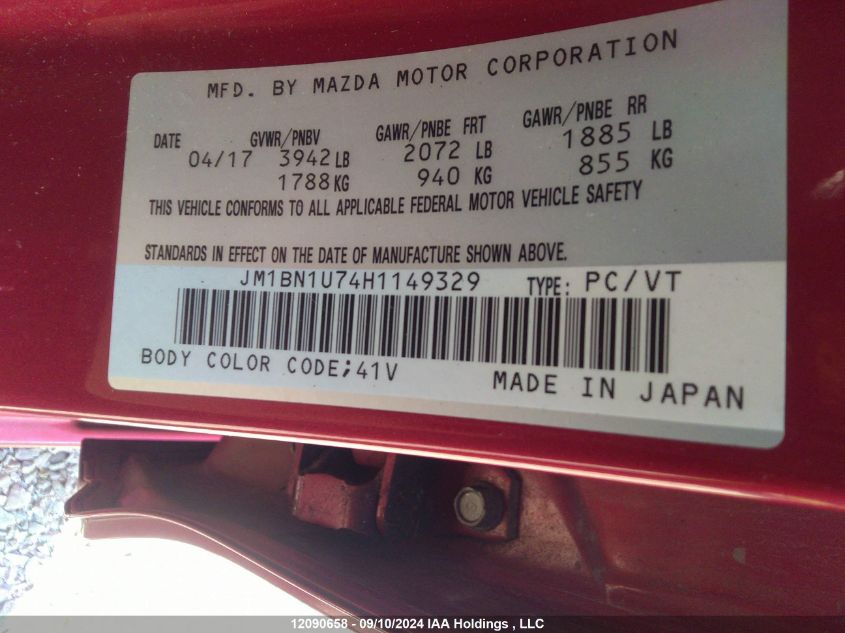 MFD. BY MAZDA MOTOR CORPORATION
DATE GVWR/PNBV GAWR/PNBE FRT GAWR/PNBE RR
04/17 3942 LB 2072 LB 1885 LB
1788 KG 940 KG 855 KG
THIS VEHICLE CONFORMS TO ALL APPLICABLE FEDERAL MOTOR VEHICLE SAFETY
STANDARDS IN EFFECT ON THE DATE OF MANUFACTURE SHOWN ABOVE.
JM1BN1U74H1149329 TYPE: PC/VT
BODY COLOR CODE;41V MADE IN JAPAN
12090658 - 09/10/2024 IAA Holdings , LLC